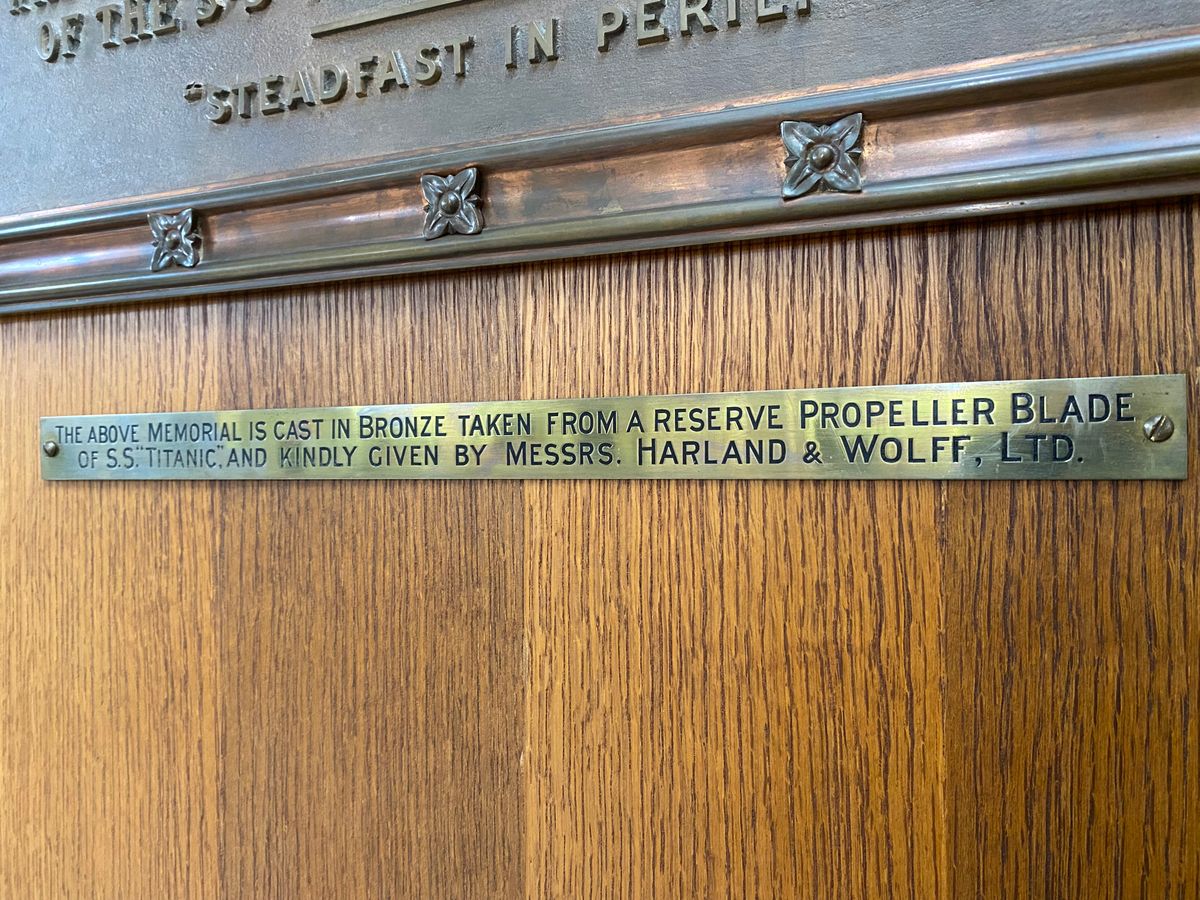 OF THE S.S
"STEADFAST IN PERIL
THE ABOVE MEMORIAL IS CAST IN BRONZE TAKEN FROM A RESERVE PROPELLER BLADE
OF S.S. "TITANIC", AND KINDLY GIVEN BY MESSRS. HARLAND & WOLFF, LTD.